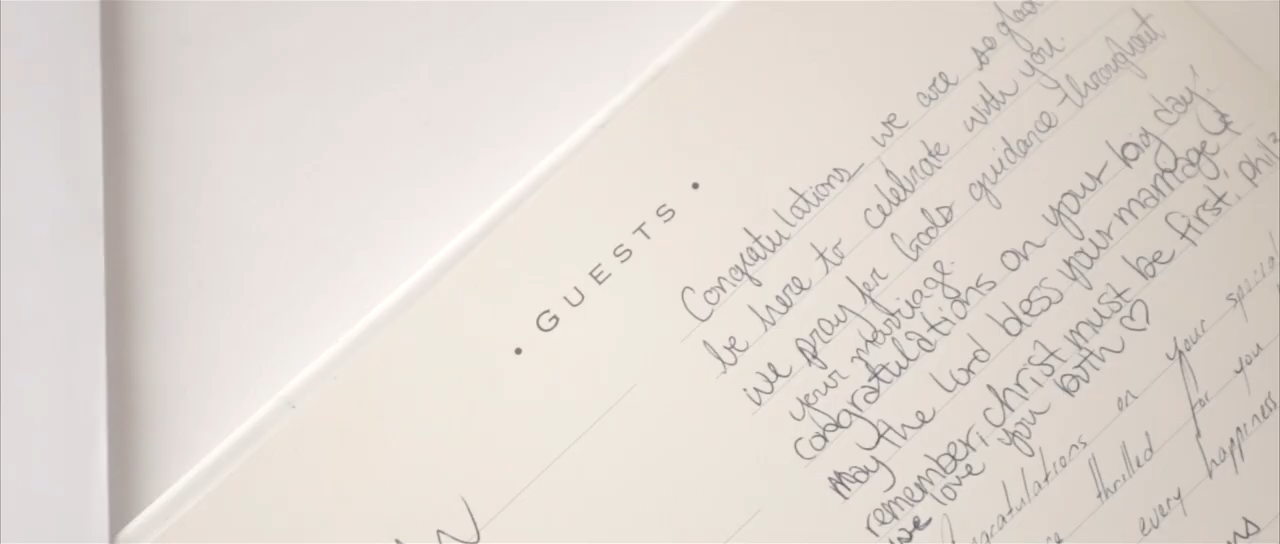 • GUESTS •
Congratulations we are so glad
be here to celebrate with you.
we pray for Gods guidance throughout
your marriage.
congratulations on your big day!
may the lord bless your marriage &
remember, christ must be first. phil
we love you both ♡
congratulations on your special
thrilled for you
every happiness